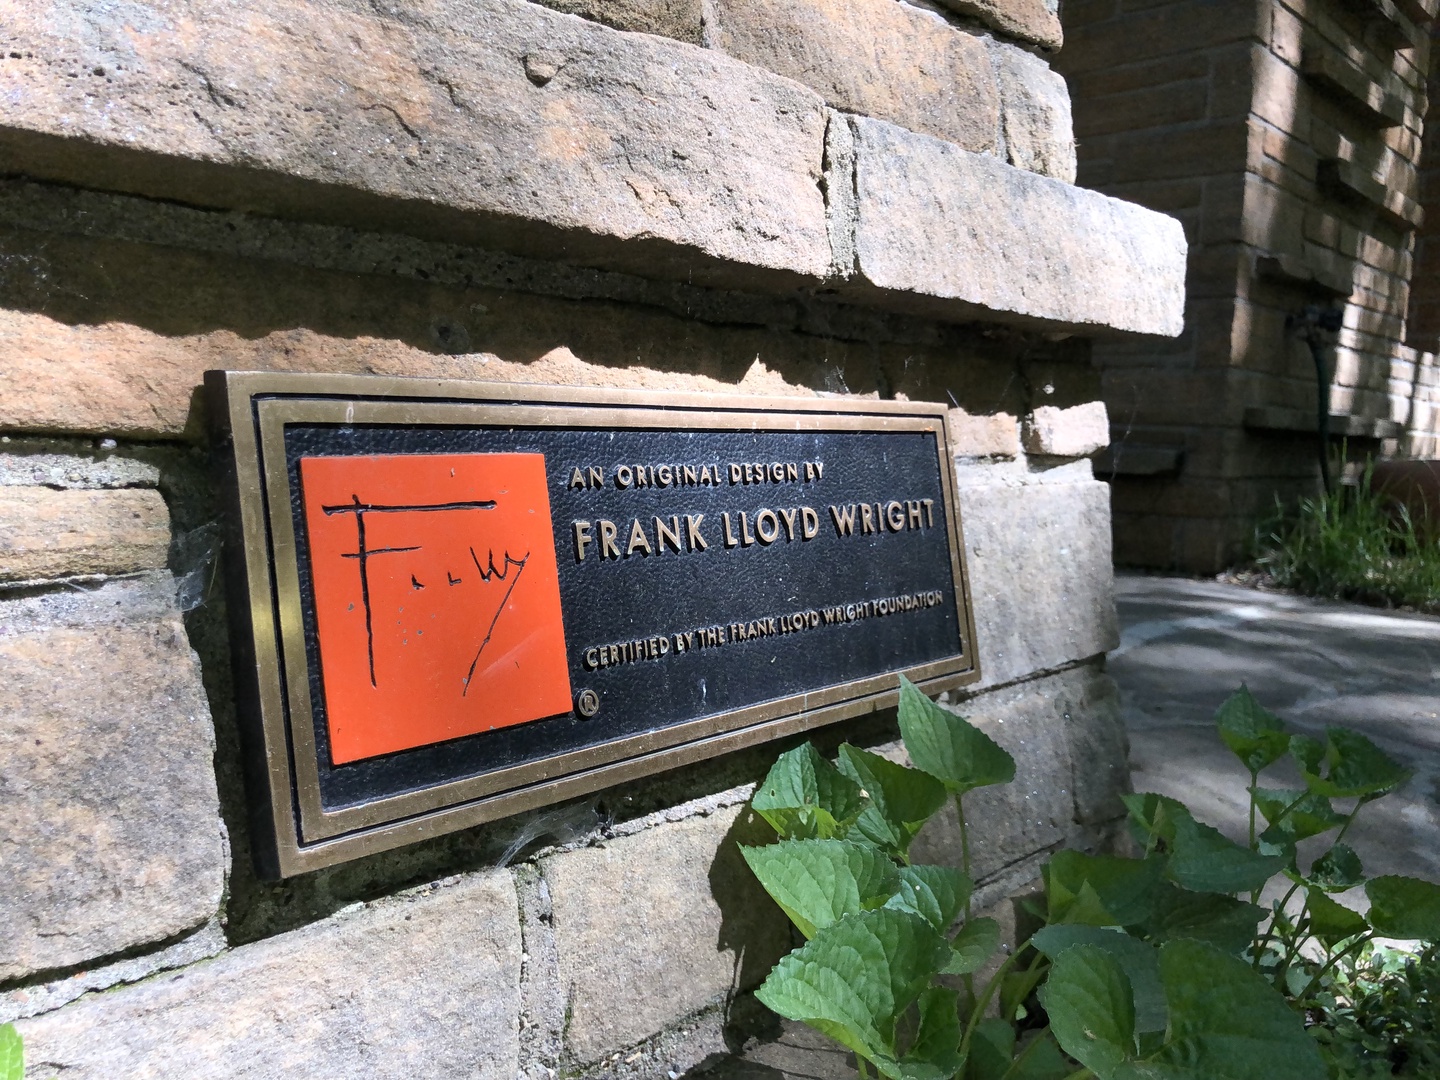 AN ORIGINAL DESIGN BY
FRANK LLOYD WRIGHT
CERTIFIED BY THE FRANK LLOYD WRIGHT FOUNDATION
®